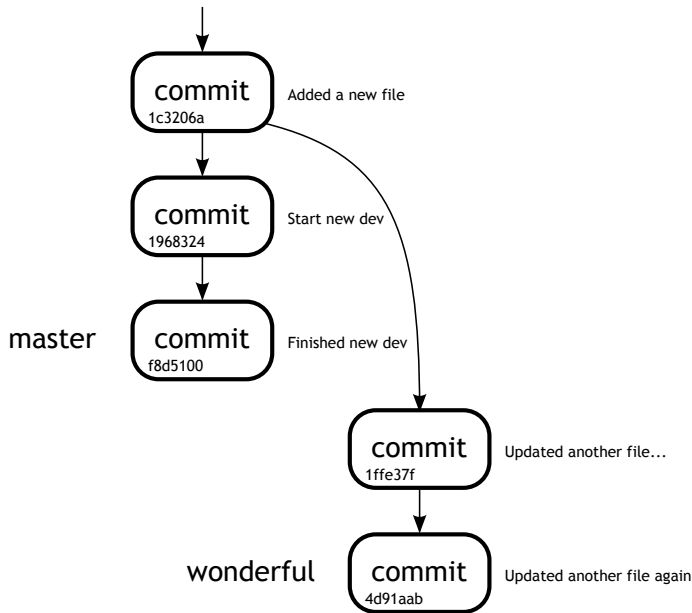 commit
1c3206a
Added a new file
commit
1968324
Start new dev
master
commit
f8d5100
Finished new dev
commit
1ffe37f
Updated another file...
wonderful
commit
4d91aab
Updated another file again